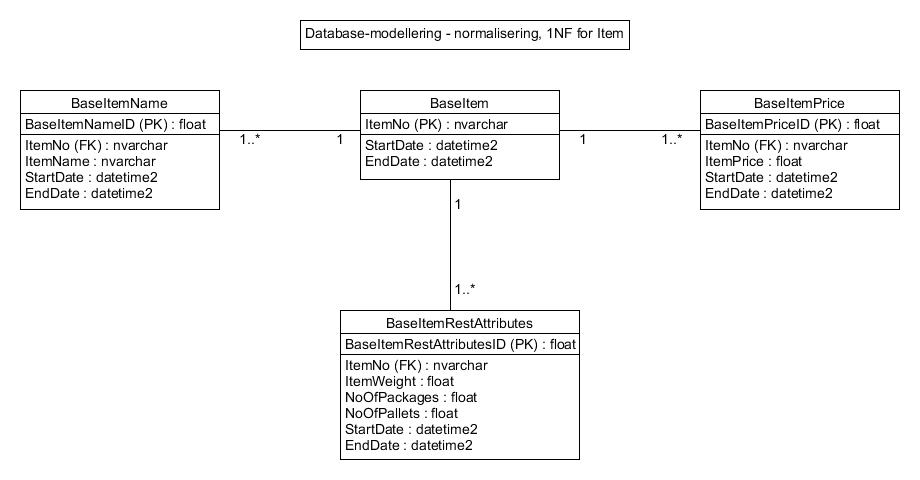 Database-modellering - normalisering, 1NF for Item
BaseItemName
BaseItemNameID (PK) : float
ItemNo (FK) : nvarchar
ItemName : nvarchar
StartDate : datetime2
EndDate : datetime2
1..*
1
BaseItem
ItemNo (PK) : nvarchar
StartDate : datetime2
EndDate : datetime2
1
1..*
BaseItemPrice
BaseItemPriceID (PK) : float
ItemNo (FK) : nvarchar
ItemPrice : float
StartDate : datetime2
EndDate : datetime2
1
1..*
BaseItemRestAttributes
BaseItemRestAttributesID (PK) : float
ItemNo (FK) : nvarchar
ItemWeight : float
NoOfPackages : float
NoOfPallets : float
StartDate : datetime2
EndDate : datetime2